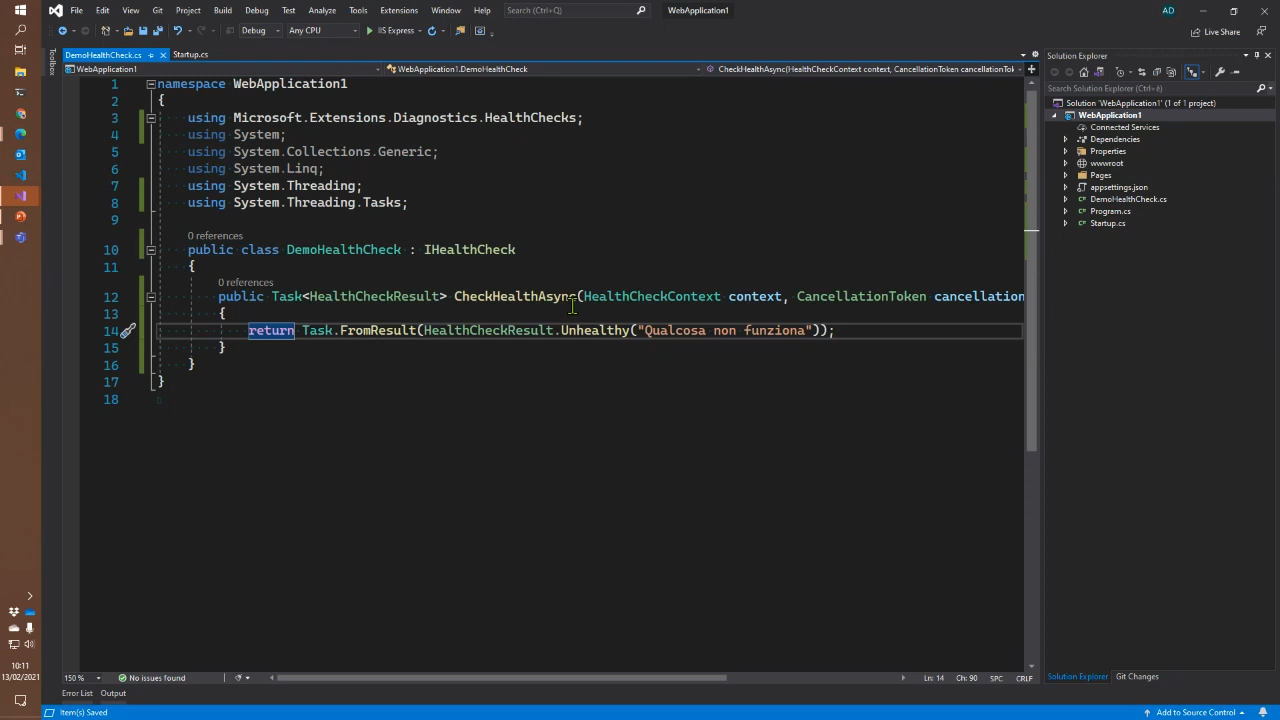 File Edit View Git Project Build Debug Test Analyze Tools Extensions Window Help Search (Ctrl+Q) WebApplication1 AD
Debug Any CPU IIS Express Live Share
DemoHealthCheck.cs Startup.cs
WebApplication1 WebApplication1.DemoHealthCheck CheckHealthAsync(HealthCheckContext context, CancellationToken cancellationTol
Toolbox
1 namespace WebApplication1
2 {
3 using Microsoft.Extensions.Diagnostics.HealthChecks;
4 using System;
5 using System.Collections.Generic;
6 using System.Linq;
7 using System.Threading;
8 using System.Threading.Tasks;
9
0 references
10 public class DemoHealthCheck : IHealthCheck
11 {
0 references
12 public Task<HealthCheckResult> CheckHealthAsync(HealthCheckContext context, CancellationToken cancellation
13 {
14 return Task.FromResult(HealthCheckResult.Unhealthy("Qualcosa non funziona"));
15 }
16 }
17 }
18
150 % No issues found Ln: 14 Ch: 90 SPC CRLF
Error List Output
Item(s) Saved Add to Source Control
Solution Explorer
Search Solution Explorer (Ctrl+è)
Solution 'WebApplication1' (1 of 1 project)
WebApplication1
Connected Services
Dependencies
Properties
wwwroot
Pages
appsettings.json
DemoHealthCheck.cs
Program.cs
Startup.cs
Solution Explorer Git Changes
10:11
13/02/2021